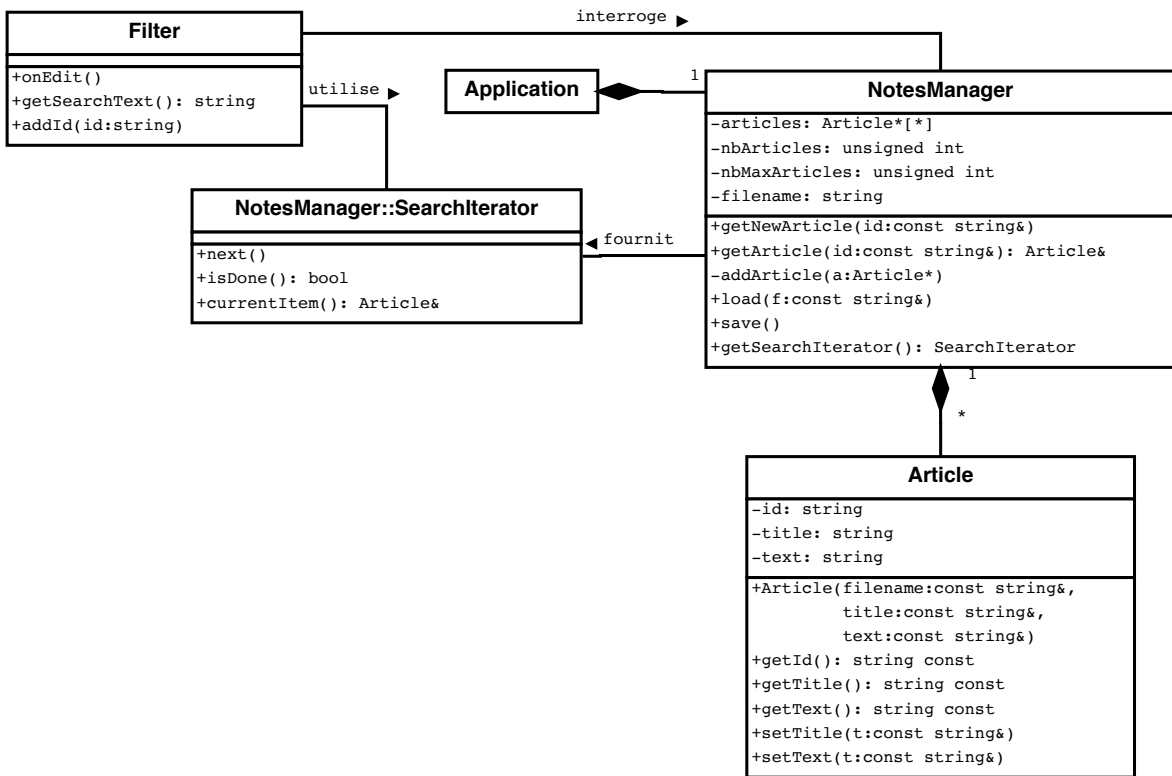 interroge ▶
Filter
+onEdit()
+getSearchText(): string
+addId(id:string)
utilise ▶
Application
1
NotesManager
-articles: Article*[*]
-nbArticles: unsigned int
-nbMaxArticles: unsigned int
-filename: string
+getNewArticle(id:const string&)
+getArticle(id:const string&): Article&
-addArticle(a:Article*)
+load(f:const string&)
+save()
+getSearchIterator(): SearchIterator
NotesManager::SearchIterator
+next()
+isDone(): bool
+currentItem(): Article&
◀ fournit
1
*
Article
-id: string
-title: string
-text: string
+Article(filename:const string&,
title:const string&,
text:const string&)
+getId(): string const
+getTitle(): string const
+getText(): string const
+setTitle(t:const string&)
+setText(t:const string&)